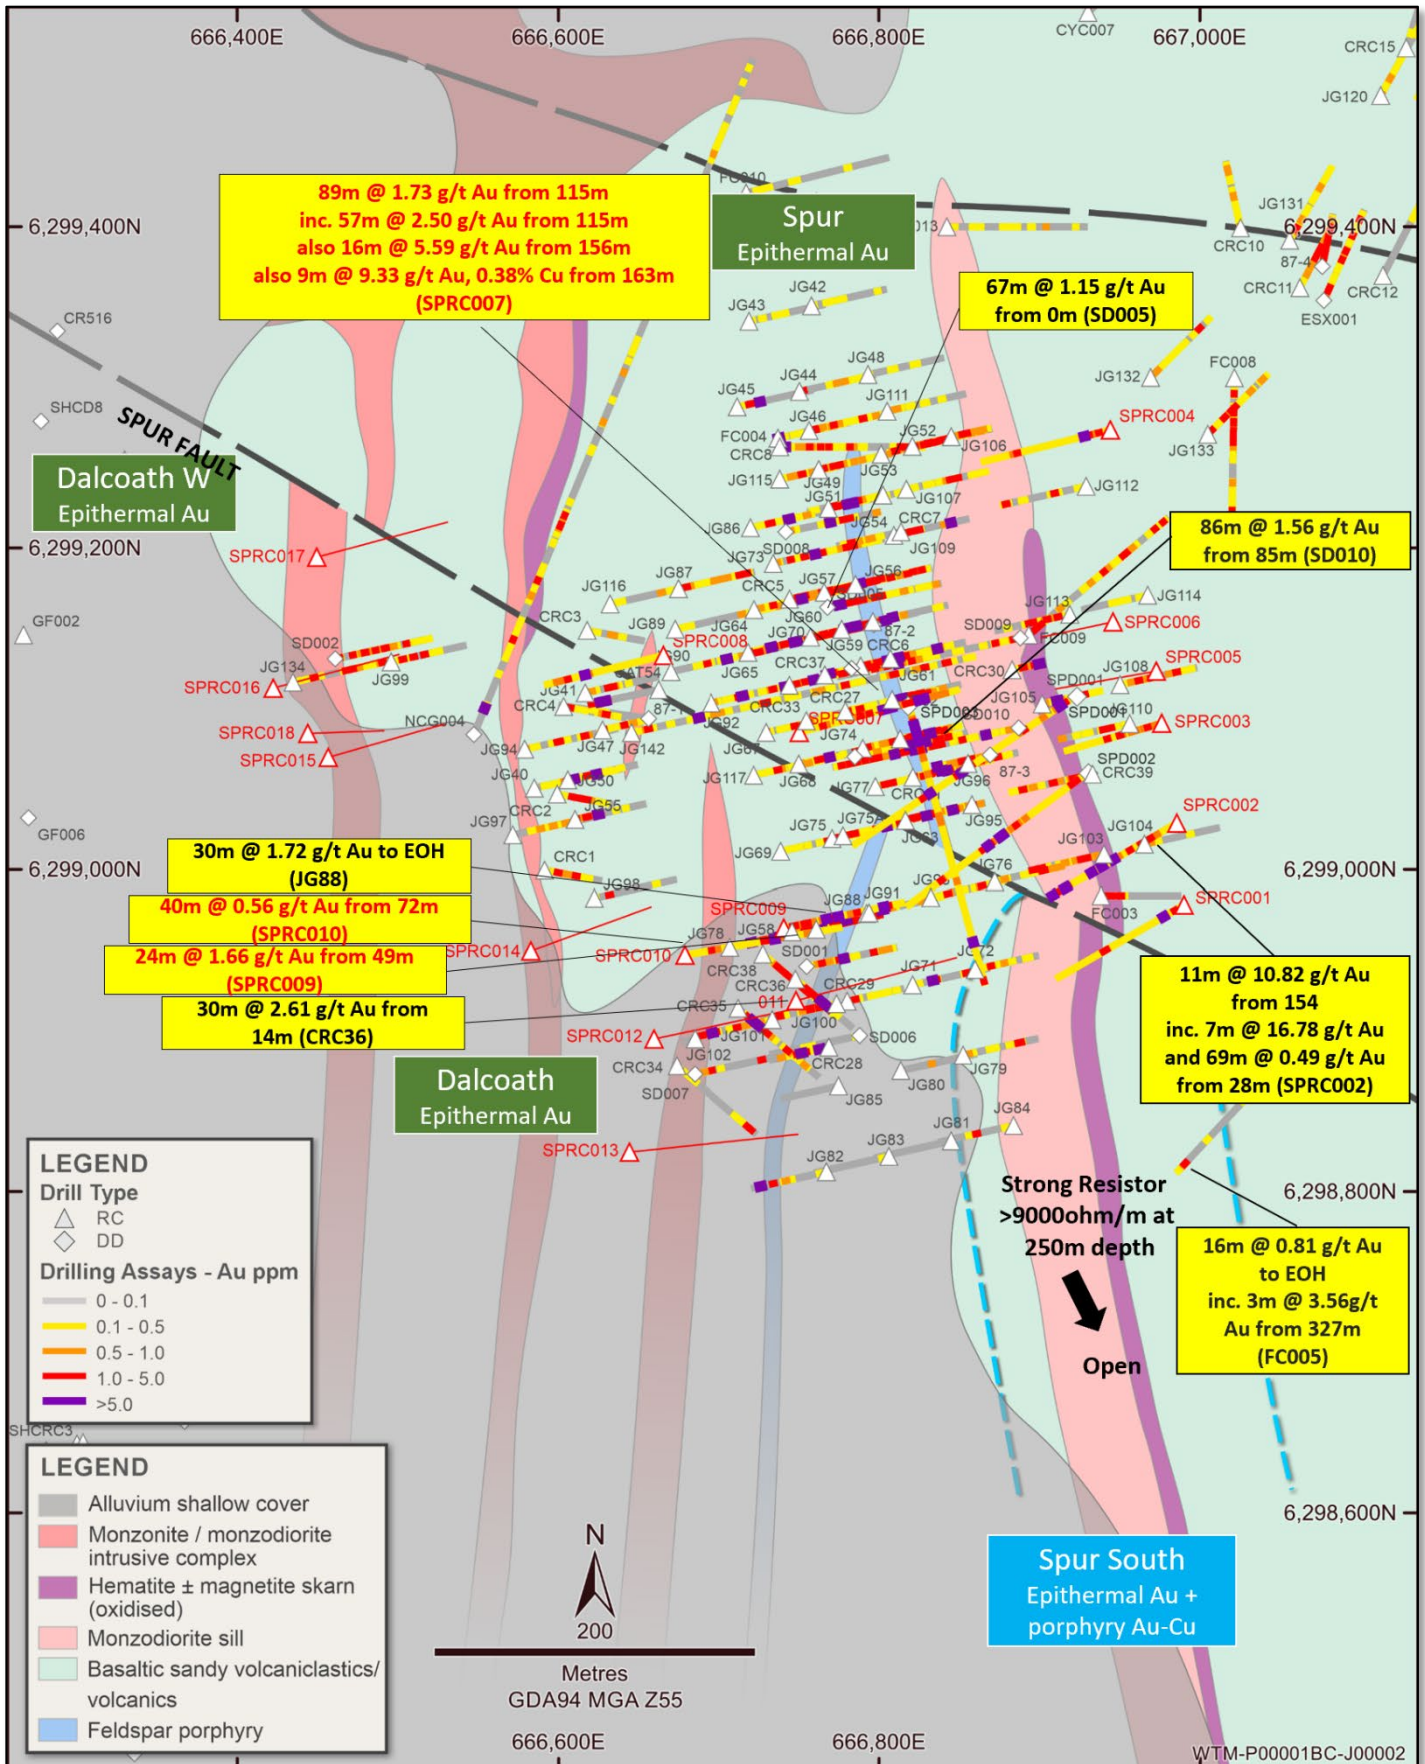 666,400E
666,600E
666,800E
667,000E
CYC007
CRC15
JG120
89m @ 1.73 g/t Au from 115m
inc. 57m @ 2.50 g/t Au from 115m
also 16m @ 5.59 g/t Au from 156m
also 9m @ 9.33 g/t Au, 0.38% Cu from 163m
(SPRC007)
Spur
Epithermal Au
JG131
6,299,400N
6,299,400N
CRC10
87-4
CRC11
CRC12
ESX001
67m @ 1.15 g/t Au
from 0m (SD005)
JG42
JG43
CR516
JG48
JG44
JG45
JG132
FC008
JG111
SHCD8
JG46
FC004
CRC8
JG52
JG106
SPRC004
JG133
SPUR FAULT
Dalcoath W
Epithermal Au
JG115
JG49
JG53
JG51
JG107
JG112
JG86
JG54
CRC7
86m @ 1.56 g/t Au
from 85m (SD010)
6,299,200N
SPRC017
SD008
JG73
JG109
JG87
JG116
CRC5
JG57
JG56
JG113
JG114
GF002
CRC3
JG89
JG64
JG60
87-2
SD009
FC009
SPRC006
SD002
SPRC008
JG70
JG59
CRC6
JG134
JG99
JG65
CRC37
JG61
CRC30
JG108
SPRC005
SPRC016
JG41
CRC4
CRC33
CRC27
JG105
SPD001
SPD001
JG92
SPRC007
NCG004
SPRC018
SPRC015
JG94
JG47
JG142
JG67
JG74
JG110
SPRC003
JG40
JG50
JG117
JG68
JG77
JG96
87-3
SPD002
CRC39
CRC2
JG55
JG97
GF006
JG75
JG75A
JG63
JG95
SPRC002
JG69
JG103
JG104
30m @ 1.72 g/t Au to EOH
(JG88)
6,299,000N
6,299,000N
CRC1
JG98
JG76
JG88
JG91
FC003
SPRC001
40m @ 0.56 g/t Au from 72m
(SPRC010)
SPRC009
JG78
JG58
SPRC014
SPRC010
SD001
24m @ 1.66 g/t Au from 49m
(SPRC009)
CRC38
CRC36
CRC29
JG71
11m @ 10.82 g/t Au
from 154
inc. 7m @ 16.78 g/t Au
and 69m @ 0.49 g/t Au
from 28m (SPRC002)
30m @ 2.61 g/t Au from
14m (CRC36)
CRC35
011
SPRC012
JG101
JG100
SD006
JG102
CRC28
CRC34
SD007
JG79
JG80
JG85
Dalcoath
Epithermal Au
JG81
JG84
SPRC013
JG83
JG82
LEGEND
Drill Type
RC
DD
Drilling Assays - Au ppm
0 - 0.1
0.1 - 0.5
0.5 - 1.0
1.0 - 5.0
>5.0
Strong Resistor
>9000ohm/m at
250m depth
Open
6,298,800N
16m @ 0.81 g/t Au
to EOH
inc. 3m @ 3.56g/t
Au from 327m
(FC005)
SHCRC3
LEGEND
Alluvium shallow cover
Monzonite / monzodiorite
intrusive complex
Hematite ± magnetite skarn
(oxidised)
Monzodiorite sill
Basaltic sandy volcaniclastics/
volcanics
Feldspar porphyry
6,298,600N
N
200
Metres
GDA94 MGA Z55
Spur South
Epithermal Au +
porphyry Au-Cu
666,600E
666,800E
WTM-P00001BC-J00002